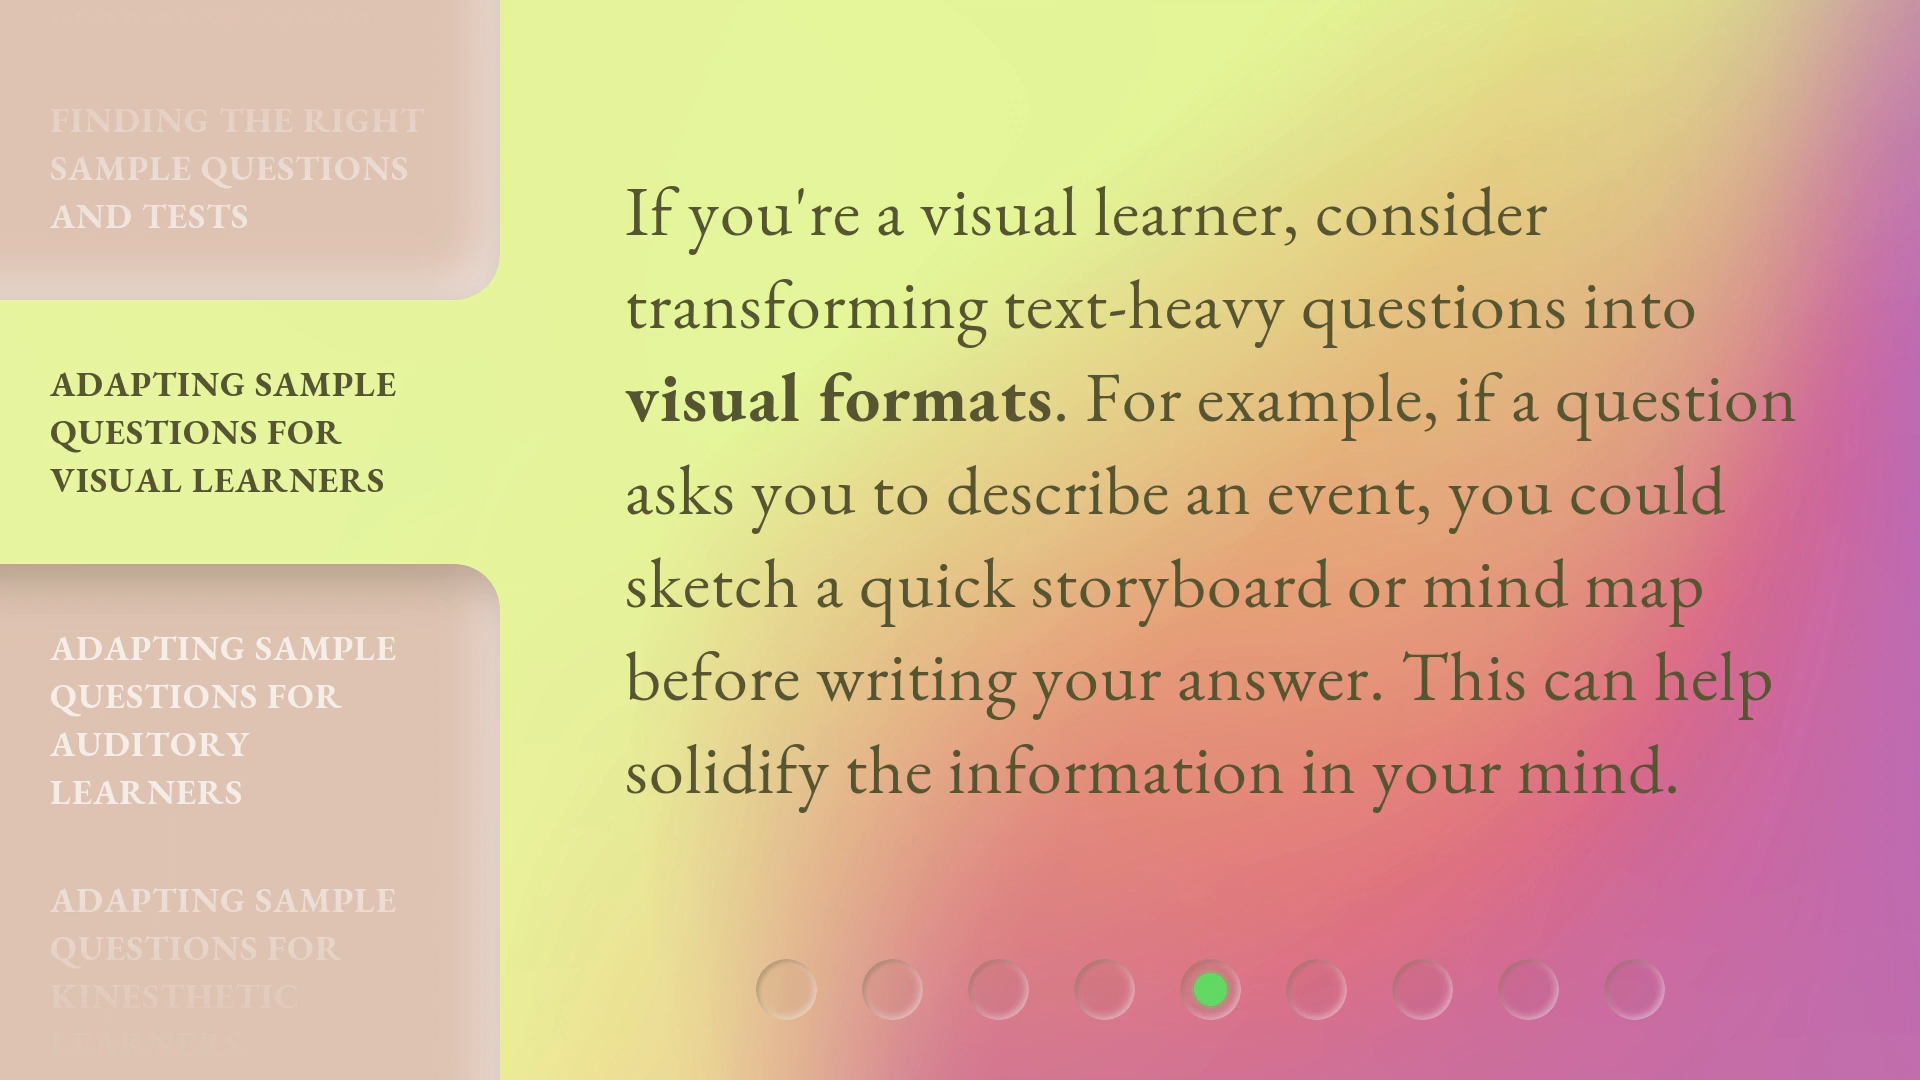 FINDING THE RIGHT
SAMPLE QUESTIONS
AND TESTS
ADAPTING SAMPLE
QUESTIONS FOR
VISUAL LEARNERS
ADAPTING SAMPLE
QUESTIONS FOR
AUDITORY
LEARNERS
ADAPTING SAMPLE
QUESTIONS FOR
KINESTHETIC
LEARNERS
If you're a visual learner, consider
transforming text-heavy questions into
visual formats. For example, if a question
asks you to describe an event, you could
sketch a quick storyboard or mind map
before writing your answer. This can help
solidify the information in your mind.